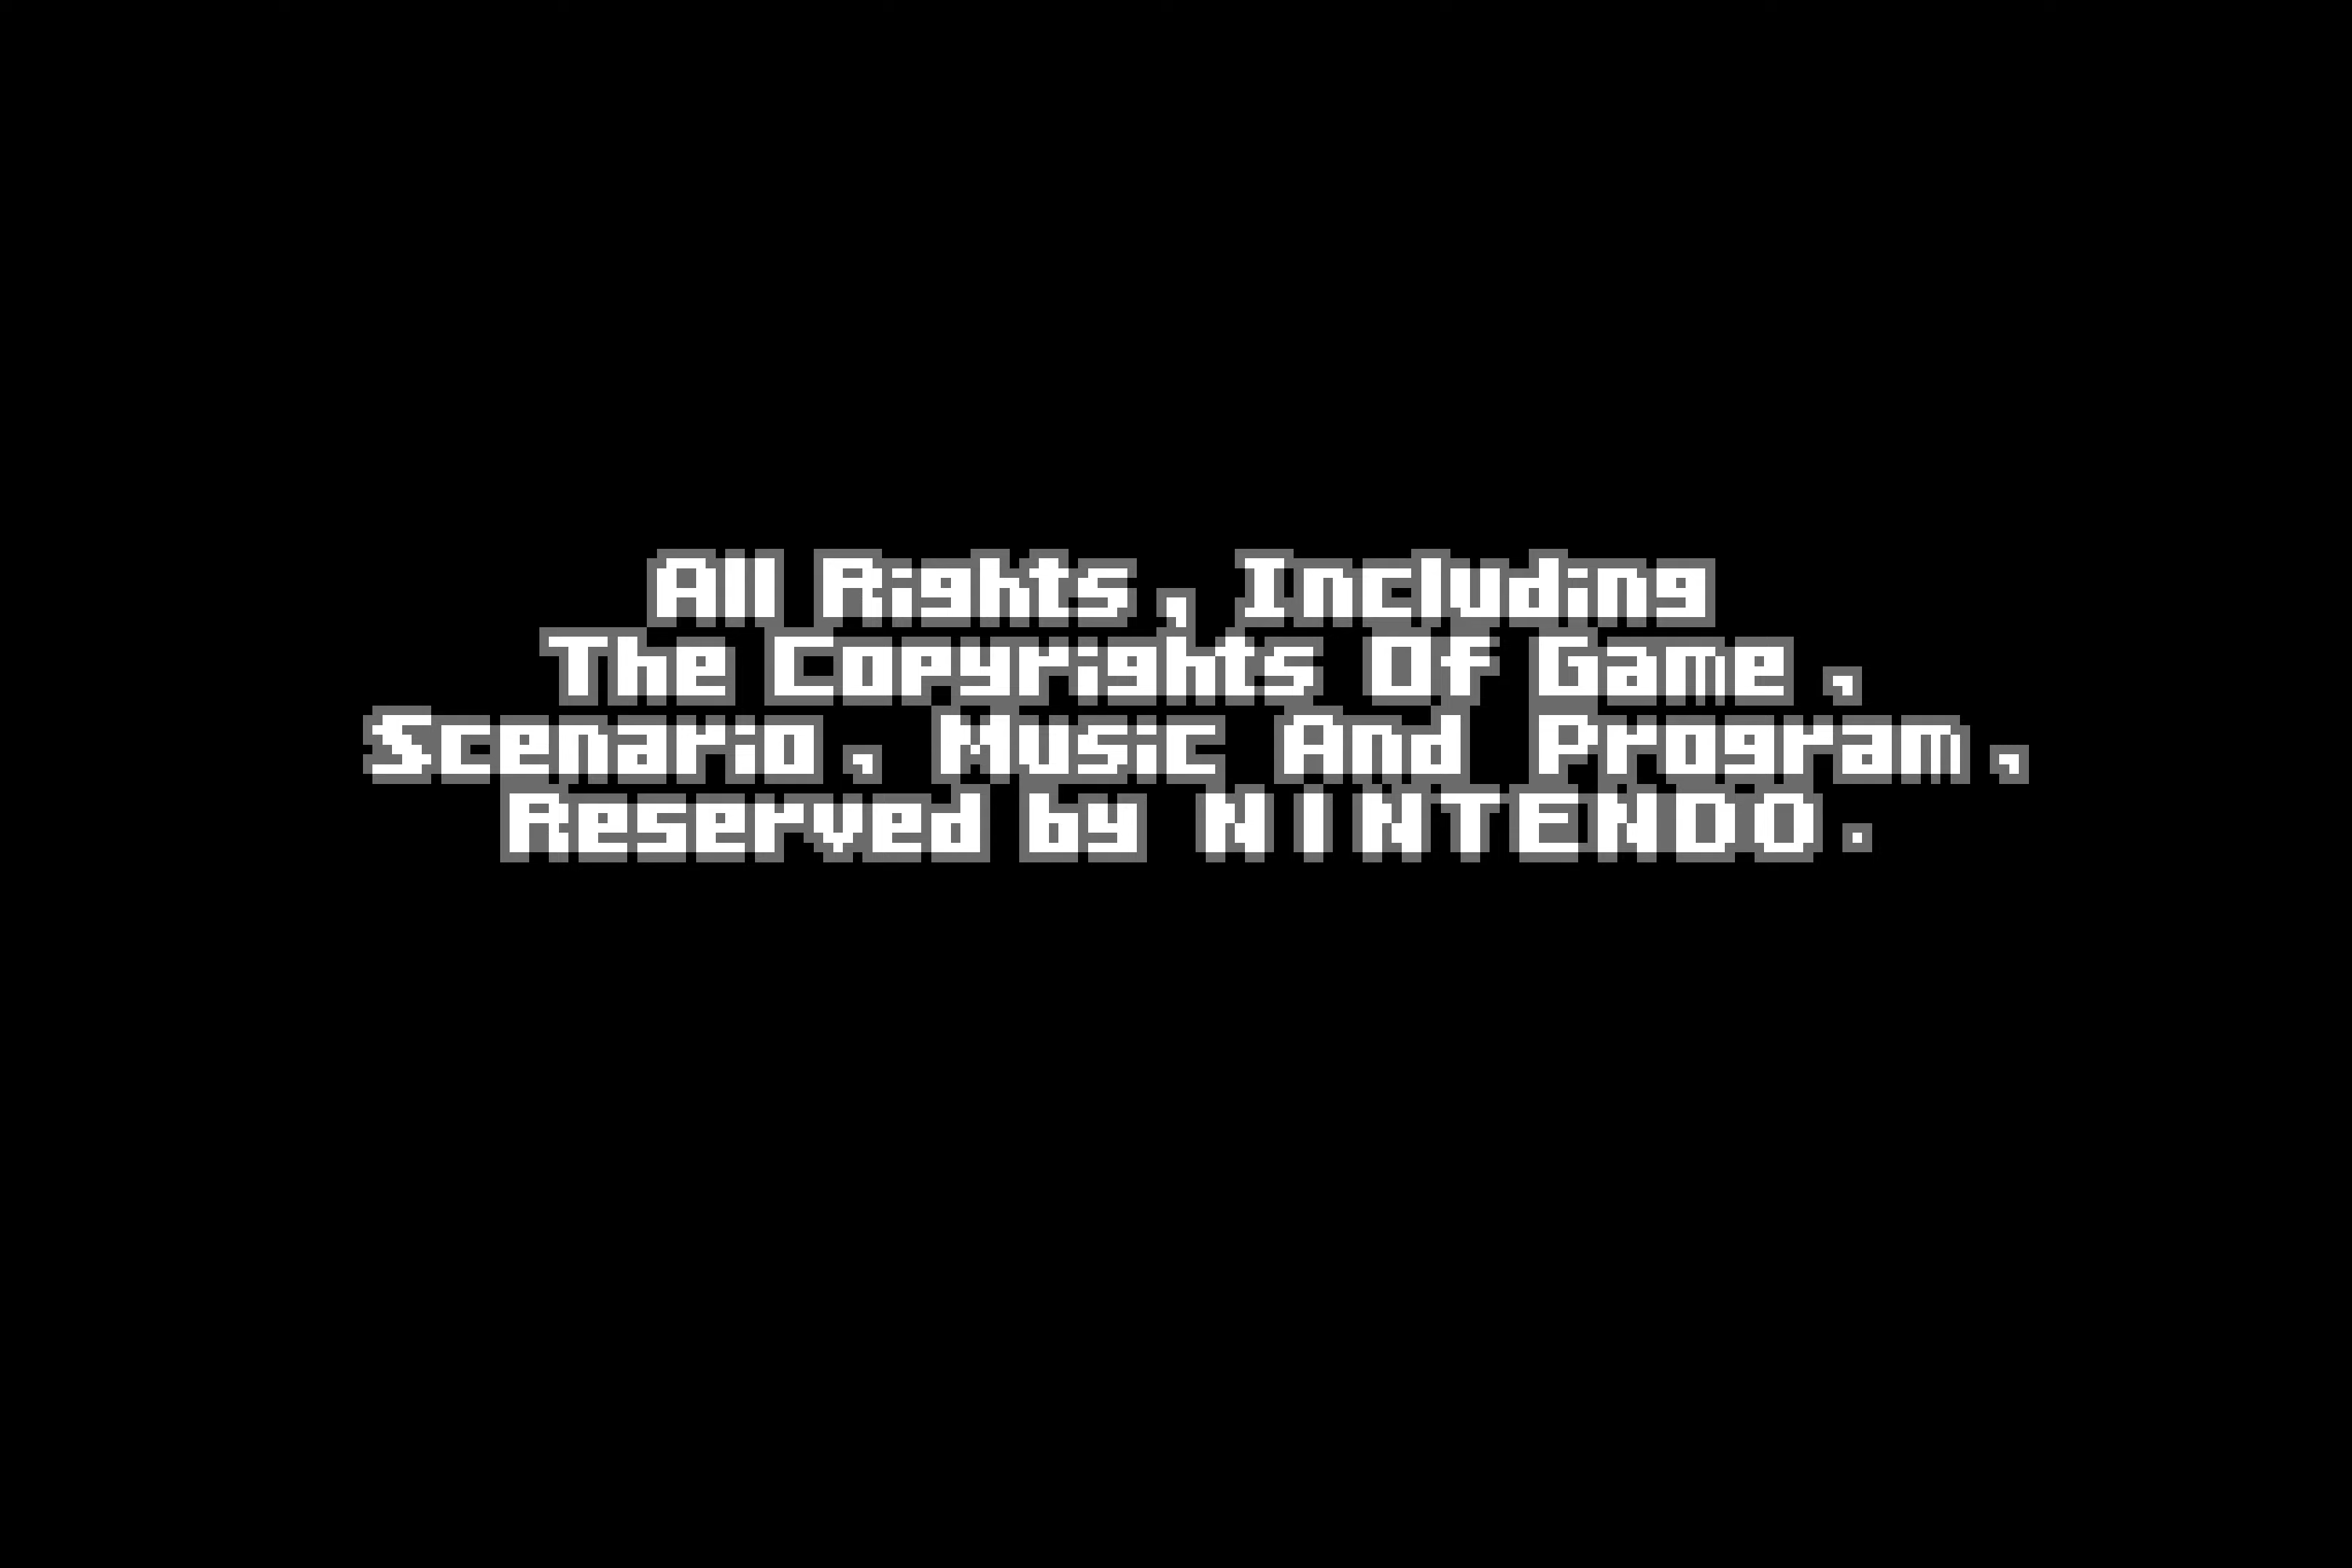 All Rights, Including
The Copyrights Of Game,
Scenario, Music And Program,
Reserved by NINTENDO.